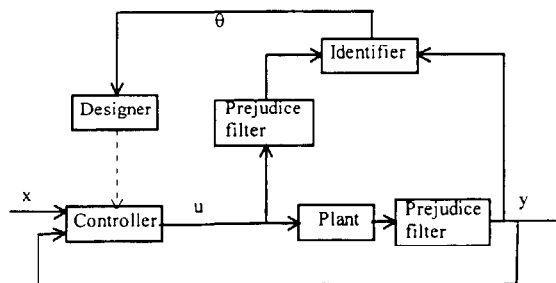 θ
Identifier
Designer
Prejudice
filter
x
Controller
u
Plant
Prejudice
filter
y